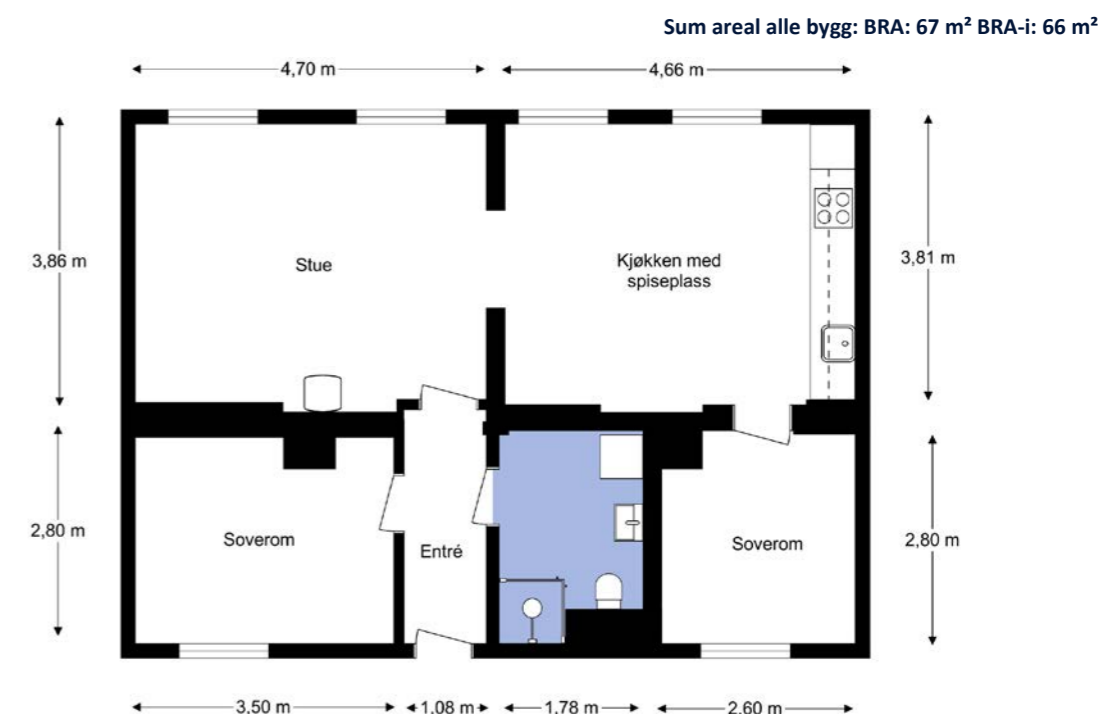 Sum areal alle bygg: BRA: 67 m² BRA-i: 66 m²
4,70 m
4,66 m
3,86 m
Stue
Kjøkken med
spiseplass
3,81 m
2,80 m
Soverom
Entré
Soverom
2,80 m
3,50 m
1,08 m
1,78 m
2,60 m